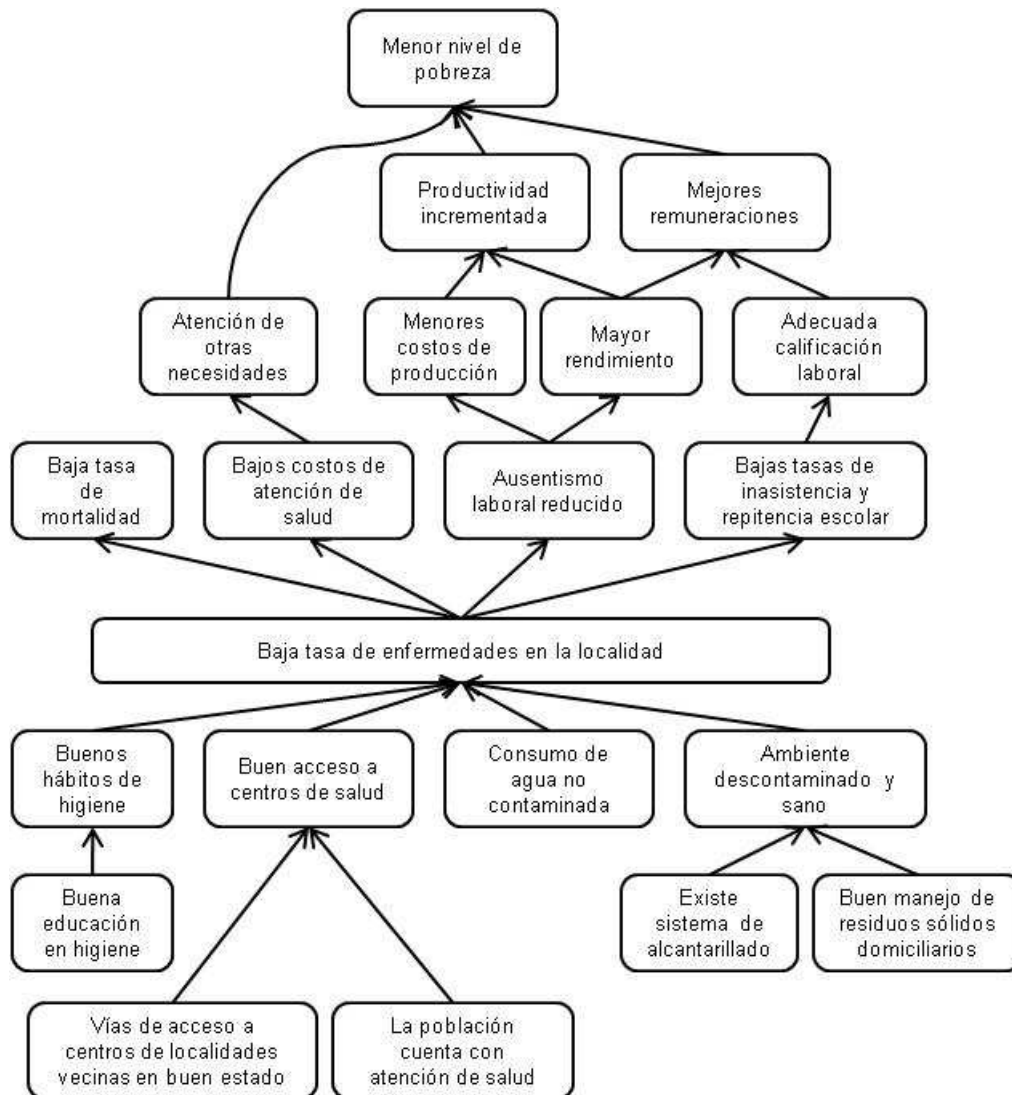 Menor nivel de
pobreza
Productividad
incrementada
Mejores
remuneraciones
Atención de
otras
necesidades
Menores
costos de
producción
Mayor
rendimiento
Adecuada
calificación
laboral
Baja tasa
de
mortalidad
Bajos costos de
atención de
salud
Ausentismo
laboral reducido
Bajas tasas de
inasistencia y
repitencia escolar
Baja tasa de enfermedades en la localidad
Buenos
hábitos de
higiene
Buen acceso a
centros de salud
Consumo de
agua no
contaminada
Ambiente
descontaminado y
sano
Buena
educación
en higiene
Existe
sistema de
alcantarillado
Buen manejo de
residuos sólidos
domiciliarios
Vías de acceso a
centros de localidades
vecinas en buen estado
La población
cuenta con
atención de salud